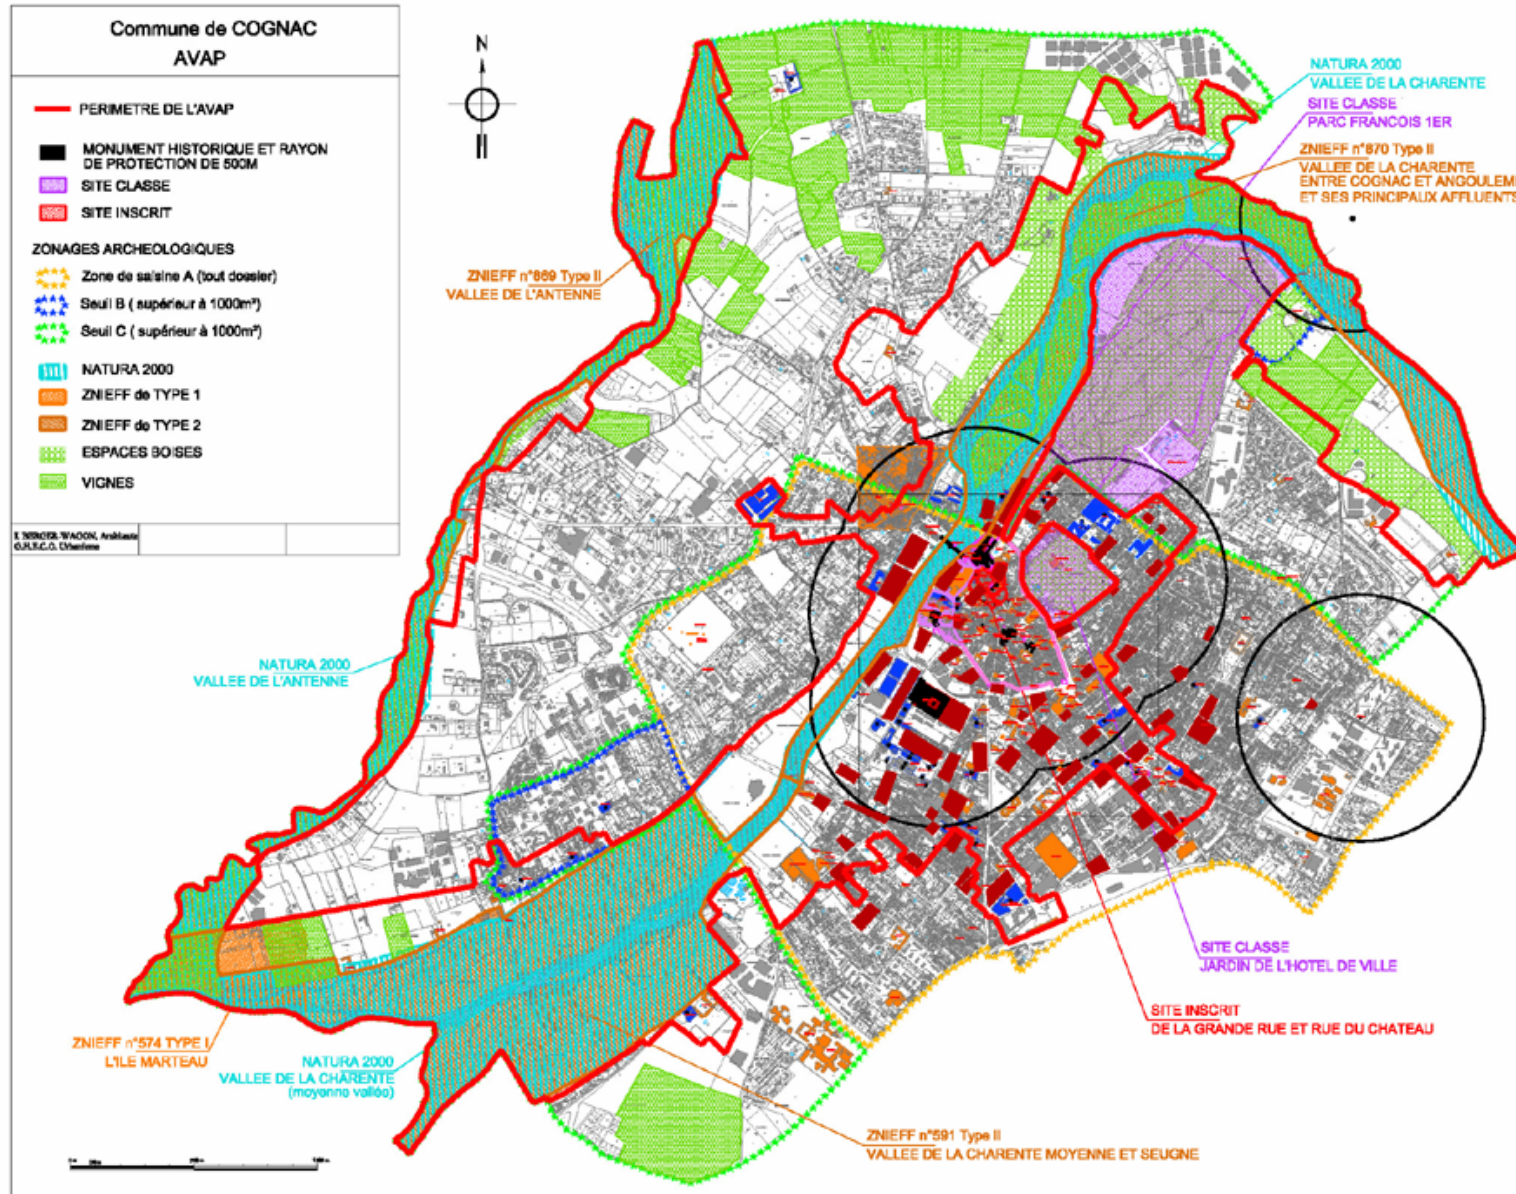 Commune de COGNAC
AVAP
PERIMETRE DE L'AVAP
MONUMENT HISTORIQUE ET RAYON
DE PROTECTION DE 500M
SITE CLASSE
SITE INSCRIT
ZONAGES ARCHEOLOGIQUES
Zone de saisine A (tout dossier)
Seuil B ( supérieur à 1000m²)
Seuil C ( supérieur à 1000m²)
NATURA 2000
ZNIEFF de TYPE 1
ZNIEFF de TYPE 2
ESPACES BOISES
VIGNES
N
NATURA 2000
VALLEE DE LA CHARENTE
SITE CLASSE
PARC FRANCOIS 1ER
ZNIEFF n°870 Type II
VALLEE DE LA CHARENTE
ENTRE COGNAC ET ANGOULEM
ET SES PRINCIPAUX AFFLUENTS
ZNIEFF n°869 Type II
VALLEE DE L'ANTENNE
NATURA 2000
VALLEE DE L'ANTENNE
SITE CLASSE
JARDIN DE L'HOTEL DE VILLE
SITE INSCRIT
DE LA GRANDE RUE ET RUE DU CHATEAU
ZNIEFF n°574 TYPE I
L'ILE MARTEAU
NATURA 2000
VALLEE DE LA CHARENTE
(moyenne vallée)
ZNIEFF n°591 Type II
VALLEE DE LA CHARENTE MOYENNE ET SEUGNE